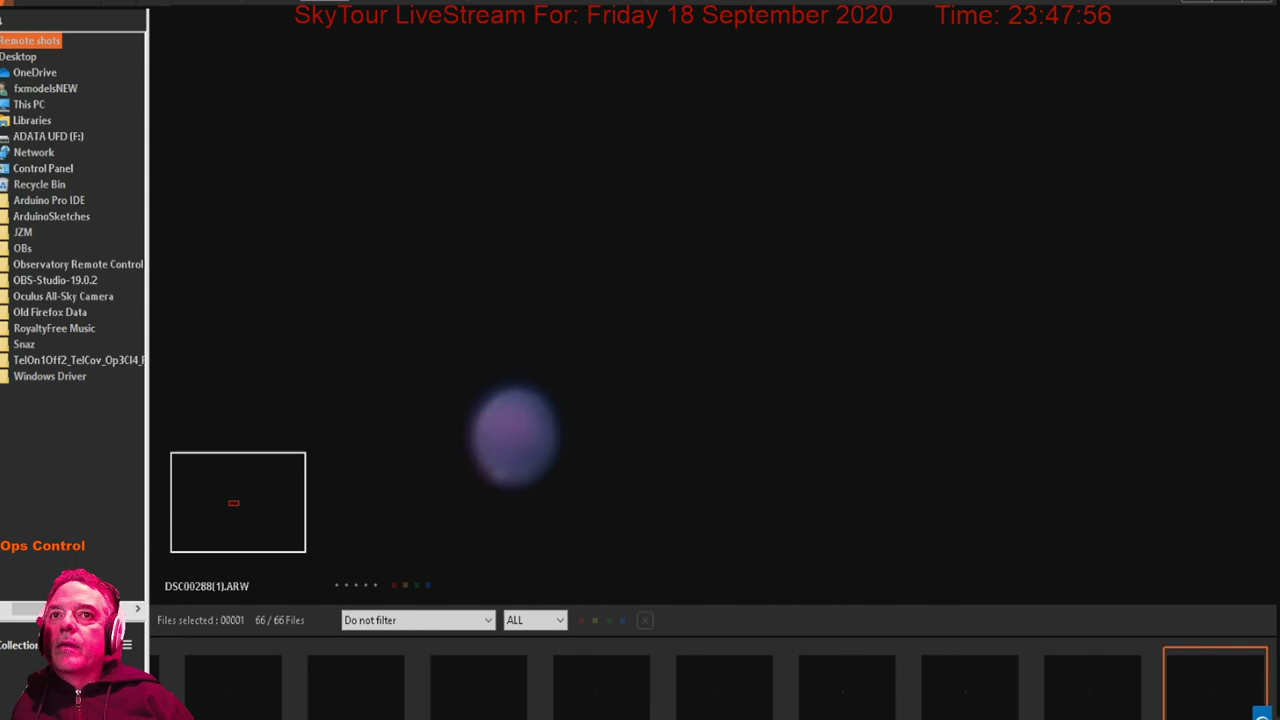 SkyTour LiveStream For: Friday 18 September 2020 Time: 23:47:56
Remote shots
Desktop
OneDrive
fxmodelsNEW
This PC
Libraries
ADATA UFD (F:)
Network
Control Panel
Recycle Bin
Arduino Pro IDE
ArduinoSketches
JZM
OBs
Observatory Remote Control
OBS-Studio-19.0.2
Oculus All-Sky Camera
Old Firefox Data
RoyaltyFree Music
Snaz
TelOn1Off2_TelCov_Op3Cl4_
Windows Driver
Ops Control
DSC00288(1).ARW
Files selected : 00001 66 / 66 Files Do not filter ALL
Collection